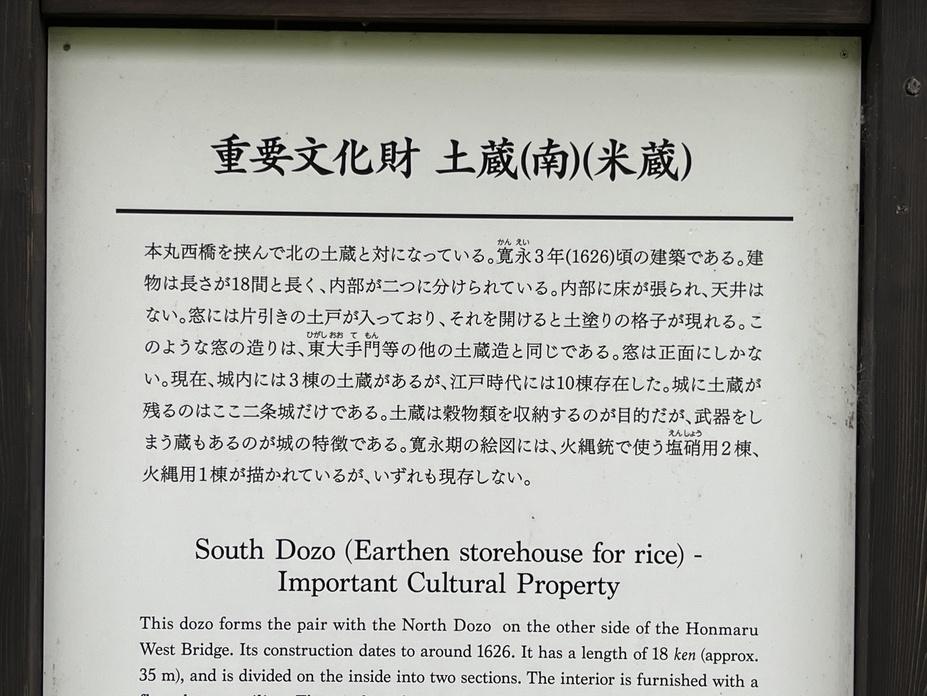 重要文化財 土蔵(南)(米蔵)
かん えい
本丸西橋を挟んで北の土蔵と対になっている。寛永3年(1626)頃の建築である。建
物は長さが18間と長く、内部が二つに分けられている。内部に床が張られ、天井は
ない。窓には片引きの土戸が入っており、それを開けると土塗りの格子が現れる。こ
ひがし おお て もん
のような窓の造りは、東大手門等の他の土蔵造と同じである。窓は正面にしかな
い。現在、城内には3棟の土蔵があるが、江戸時代には10棟存在した。城に土蔵が
残るのはここ二条城だけである。土蔵は穀物類を収納するのが目的だが、武器をし
えんしょう
まう蔵もあるのが城の特徴である。寛永期の絵図には、火縄銃で使う塩硝用2棟、
火縄用1棟が描かれているが、いずれも現存しない。
South Dozo (Earthen storehouse for rice) -
Important Cultural Property
This dozo forms the pair with the North Dozo on the other side of the Honmaru
West Bridge. Its construction dates to around 1626. It has a length of 18 ken (approx.
35 m), and is divided on the inside into two sections. The interior is furnished with a